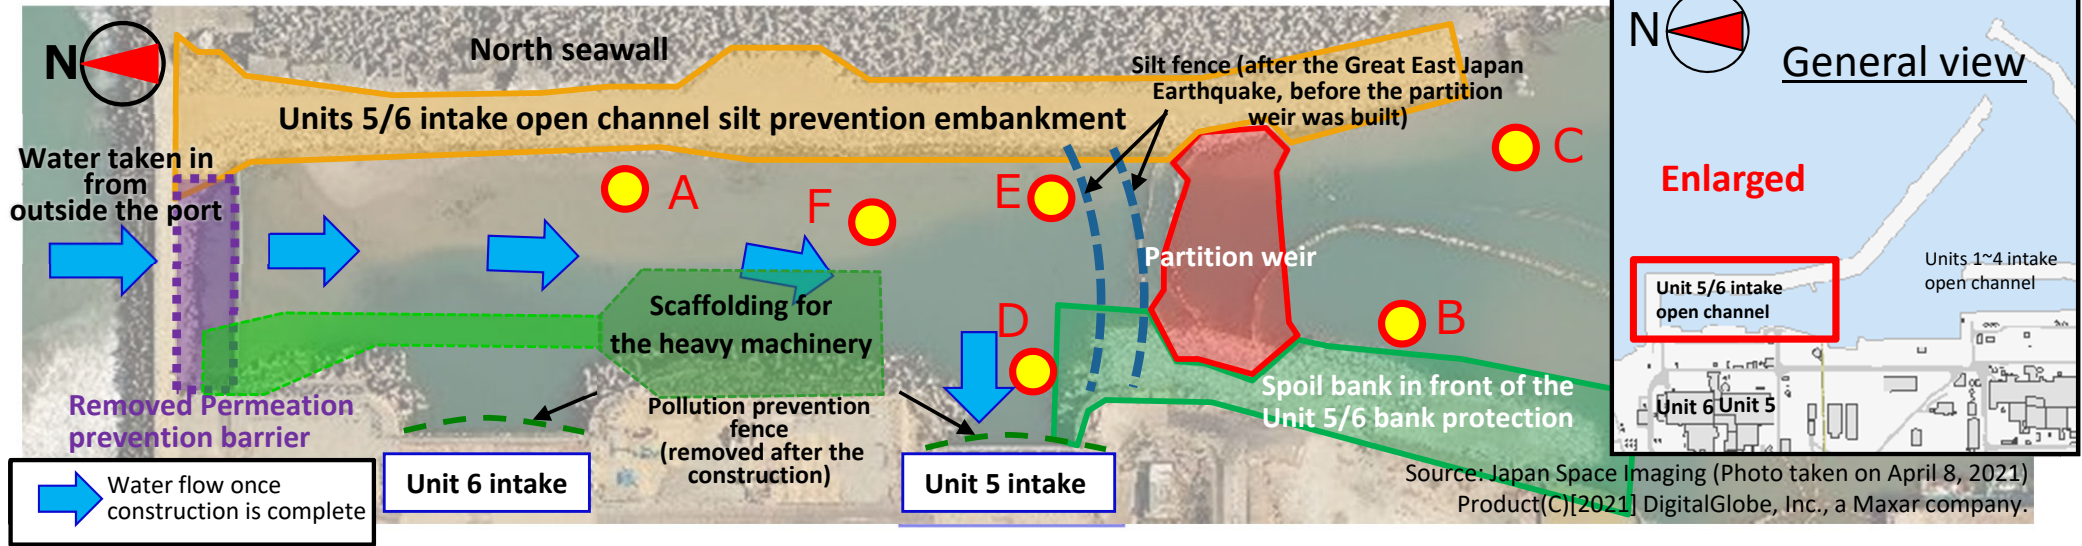 N
North seawall
Silt fence (after the Great East Japan
Earthquake, before the partition
weir was built)
Units 5/6 intake open channel silt prevention embankment
Water taken in
from
outside the port
A
F
E
C
D
B
Partition weir
Scaffolding for
the heavy machinery
Removed Permeation
prevention barrier
Pollution prevention
fence
(removed after the
construction)
Spoil bank in front of the
Unit 5/6 bank protection
Water flow once
construction is complete
Unit 6 intake
Unit 5 intake
N
General view
Enlarged
Units 1~4 intake
open channel
Unit 5/6 intake
open channel
Unit 6
Unit 5
Source: Japan Space Imaging (Photo taken on April 8, 2021)
Product(C)[2021] DigitalGlobe, Inc., a Maxar company.